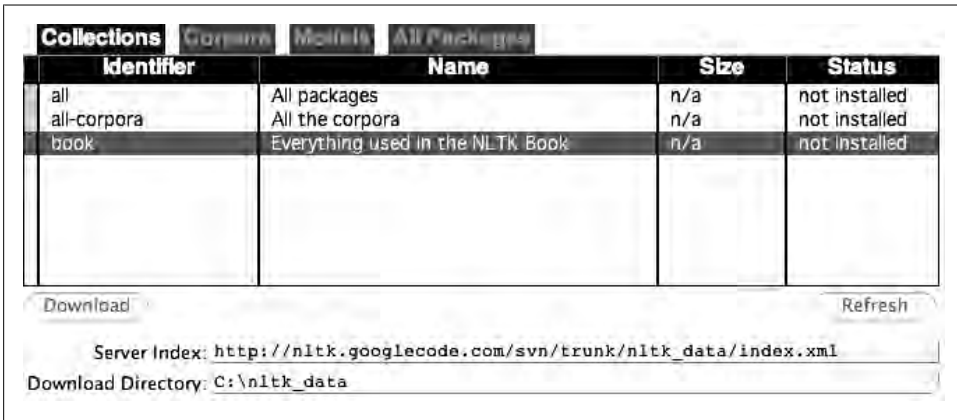 Collections Corpora Models All Packages
Identifier Name Size Status
all All packages n/a not installed
all-corpora All the corpora n/a not installed
book Everything used in the NLTK Book n/a not installed
Download Refresh
Server Index: http://nltk.googlecode.com/svn/trunk/nltk_data/index.xml
Download Directory: C:\nltk_data